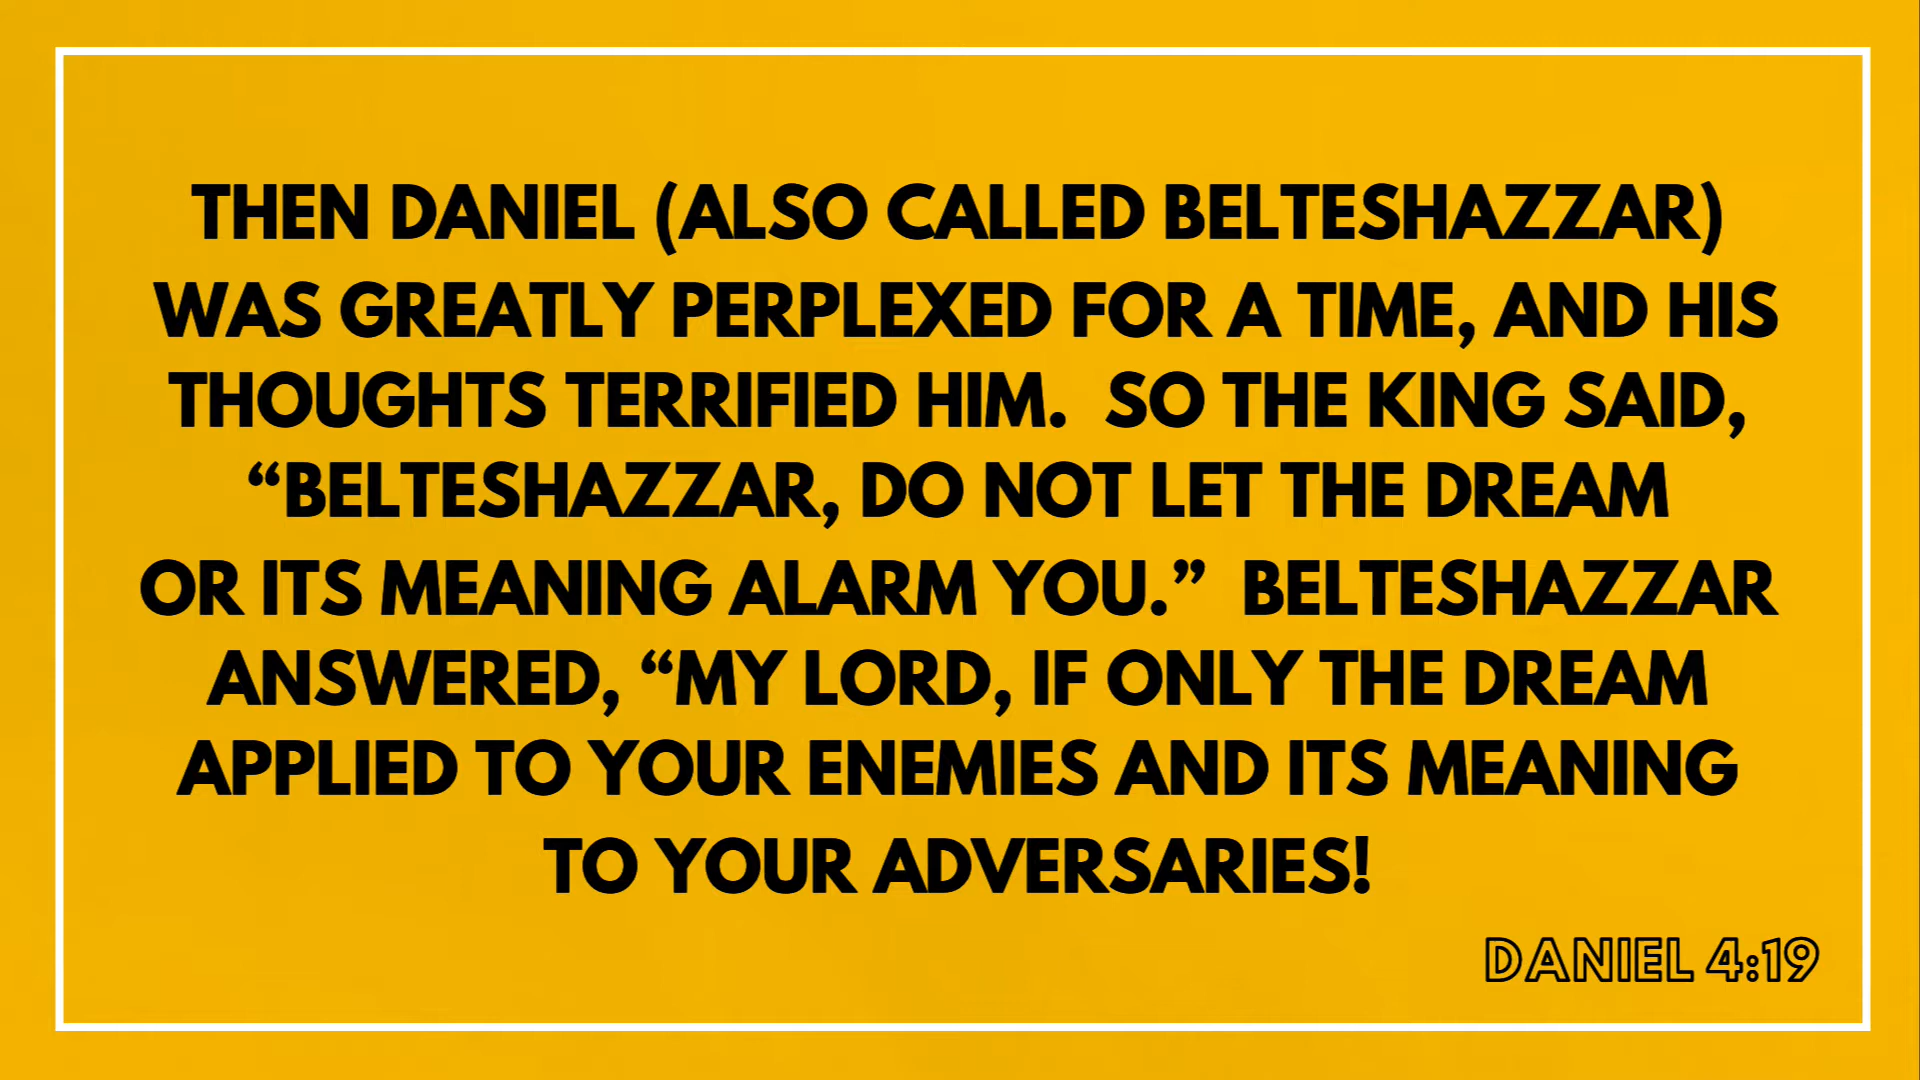 THEN DANIEL (ALSO CALLED BELTESHAZZAR)
WAS GREATLY PERPLEXED FOR A TIME, AND HIS
THOUGHTS TERRIFIED HIM.  SO THE KING SAID,
“BELTESHAZZAR, DO NOT LET THE DREAM
OR ITS MEANING ALARM YOU.”  BELTESHAZZAR
ANSWERED, “MY LORD, IF ONLY THE DREAM
APPLIED TO YOUR ENEMIES AND ITS MEANING
TO YOUR ADVERSARIES!
DANIEL 4:19